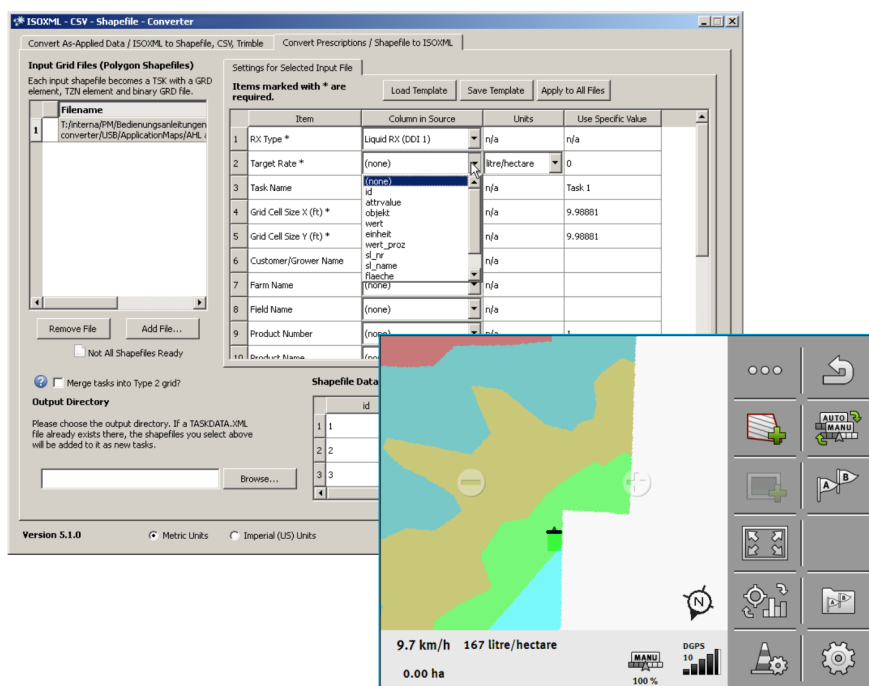 ISOXML - CSV - Shapefile - Converter
Convert As-Applied Data / ISOXML to Shapefile, CSV, Trimble
Convert Prescriptions / Shapefile to ISOXML
Input Grid Files (Polygon Shapefiles)
Each input shapefile becomes a TSK with a GRD
element, TZN element and binary GRD file.
Filename
1 T:/interna/PM/Bedienungsanleitungen
converter/USB/ApplicationMaps/AHL
Remove File Add File...
Not All Shapefiles Ready
? Merge tasks into Type 2 grid?
Output Directory
Please choose the output directory. If a TASKDATA.XML
file already exists there, the shapefiles you select above
will be added to it as new tasks.
Browse...
Version 5.1.0 Metric Units Imperial (US) Units
Settings for Selected Input File
Items marked with * are
required.
Load Template Save Template Apply to All Files
Item Column in Source Units Use Specific Value
1 RX Type * Liquid RX (DDI 1) n/a n/a
2 Target Rate * (none) litre/hectare 0
3 Task Name n/a Task 1
4 Grid Cell Size X (ft) * n/a 9.98881
5 Grid Cell Size Y (ft) * n/a 9.98881
6 Customer/Grower Name n/a
7 Farm Name (none) n/a
8 Field Name (none) n/a
9 Product Number (none) n/a 1
10 Product Name
(none)
id
attrvalue
objekt
wert
einheit
wert_proz
sl_nr
sl_name
flaeche
Shapefile Data
id
1 1
2 2
3 3
AUTO
MANU
A B
N
A B
9.7 km/h 167 litre/hectare
0.00 ha
MANU
100 %
DGPS
10